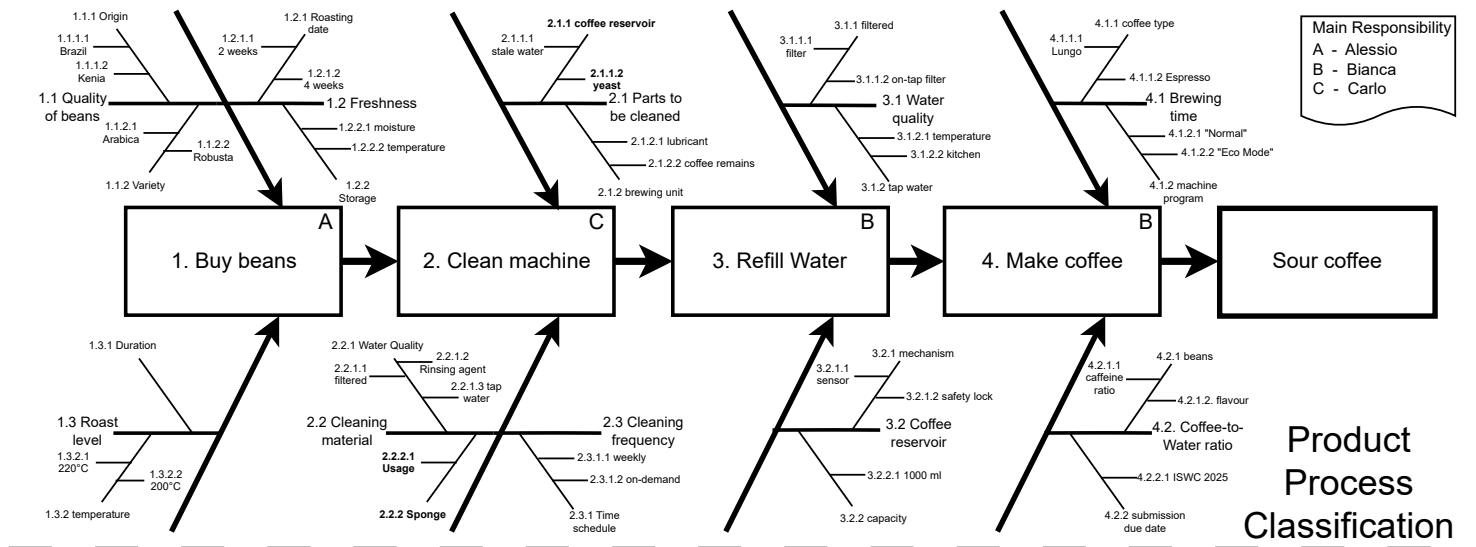 1.1.1 Origin
1.1.1.1
Brazil
1.1.1.2
Kenia
1.1 Quality
of beans
1.1.2.1
Arabica
1.1.2.2
Robusta
1.1.2 Variety
1.2.1 Roasting
date
1.2.1.1
2 weeks
1.2.1.2
4 weeks
1.2 Freshness
1.2.2.1 moisture
1.2.2.2 temperature
1.2.2
Storage
2.1.1 coffee reservoir
2.1.1.1
stale water
2.1.1.2
yeast
2.1 Parts to
be cleaned
2.1.2.1 lubricant
2.1.2.2 coffee remains
2.1.2 brewing unit
3.1.1 filtered
3.1.1.1
filter
3.1.1.2 on-tap filter
3.1 Water
quality
3.1.2.1 temperature
3.1.2.2 kitchen
3.1.2 tap water
4.1.1 coffee type
4.1.1.1
Lungo
4.1.1.2 Espresso
4.1 Brewing
time
4.1.2.1 "Normal"
4.1.2.2 "Eco Mode"
4.1.2 machine
program
Main Responsibility
A - Alessio
B - Bianca
C - Carlo
A
1. Buy beans
C
2. Clean machine
B
3. Refill Water
B
4. Make coffee
Sour coffee
1.3.1 Duration
1.3 Roast
level
1.3.2.1
220°C
1.3.2.2
200°C
1.3.2 temperature
2.2.1 Water Quality
2.2.1.1
filtered
2.2.1.2
Rinsing agent
2.2.1.3 tap
water
2.2 Cleaning
material
2.2.2.1
Usage
2.2.2 Sponge
2.3 Cleaning
frequency
2.3.1.1 weekly
2.3.1.2 on-demand
2.3.1 Time
schedule
3.2.1 mechanism
3.2.1.1
sensor
3.2.1.2 safety lock
3.2 Coffee
reservoir
3.2.2.1 1000 ml
3.2.2 capacity
4.2.1 beans
4.2.1.1
caffeine
ratio
4.2.1.2. flavour
4.2. Coffee-to-
Water ratio
4.2.2.1 ISWC 2025
4.2.2 submission
due date
Product
Process
Classification